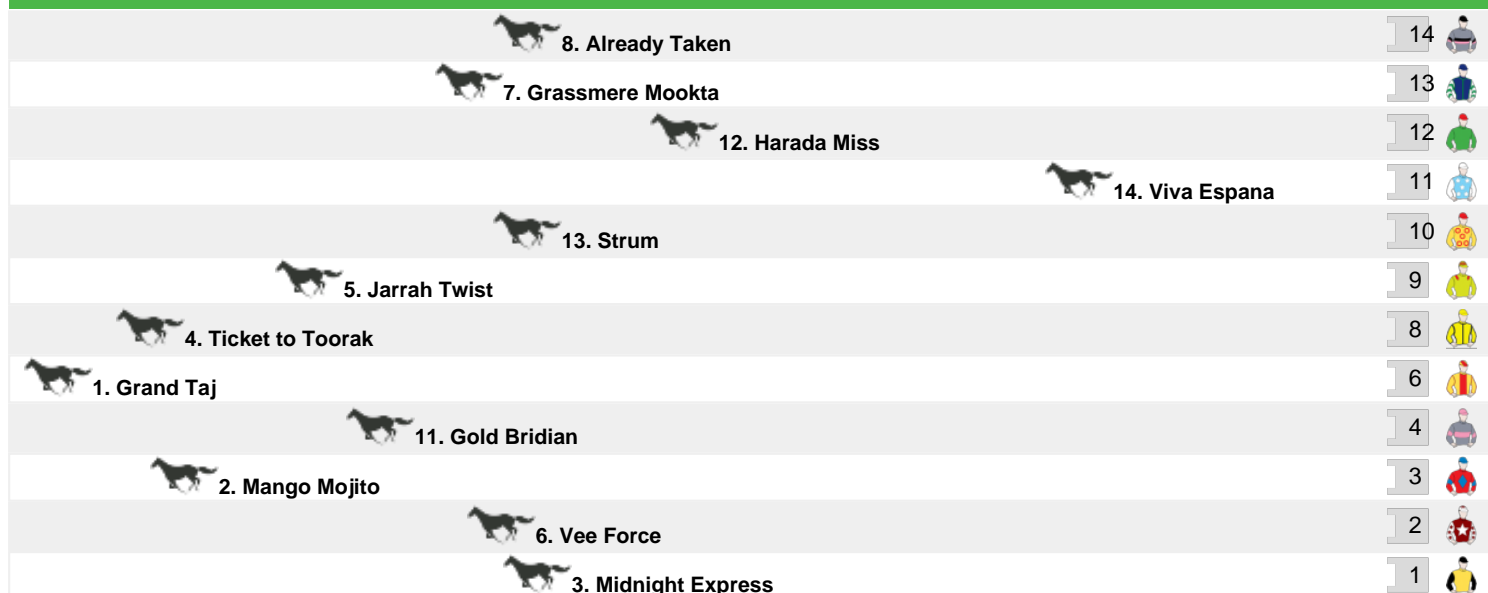 8. Already Taken 14
7. Grassmere Mookta 13
12. Harada Miss 12
14. Viva Espana 11
13. Strum 10
5. Jarrah Twist 9
4. Ticket to Toorak 8
1. Grand Taj 6
11. Gold Bridian 4
2. Mango Mojito 3
6. Vee Force 2
3. Midnight Express 1